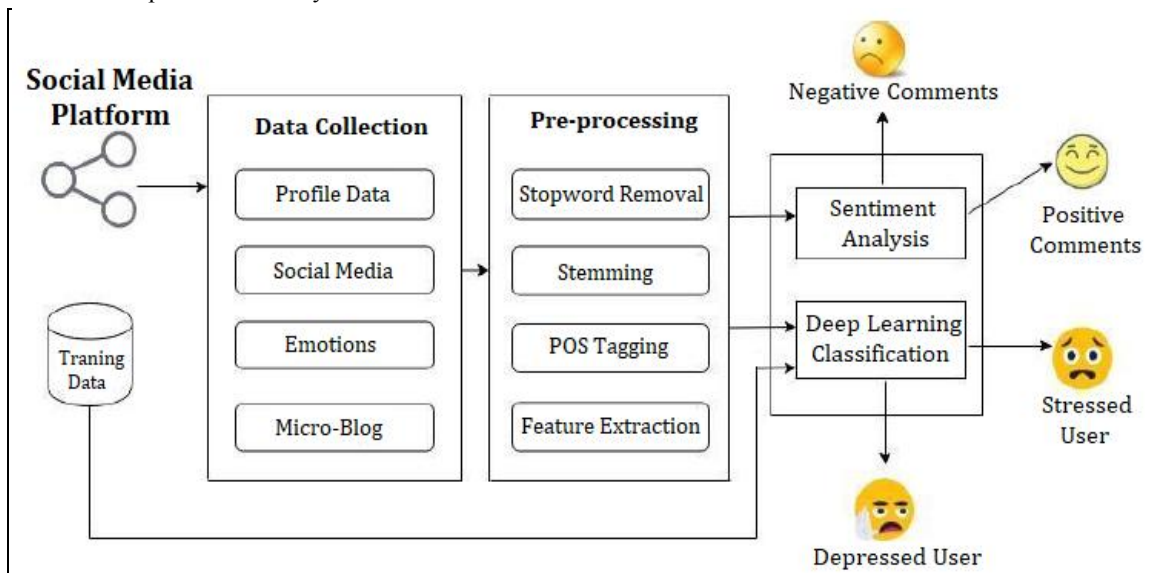 Social Media
Platform
Data Collection
Profile Data
Social Media
Emotions
Micro-Blog
Traning
Data
Pre-processing
Stopword Removal
Stemming
POS Tagging
Feature Extraction
Negative Comments
Sentiment
Analysis
Positive
Comments
Deep Learning
Classification
Stressed
User
Depressed User